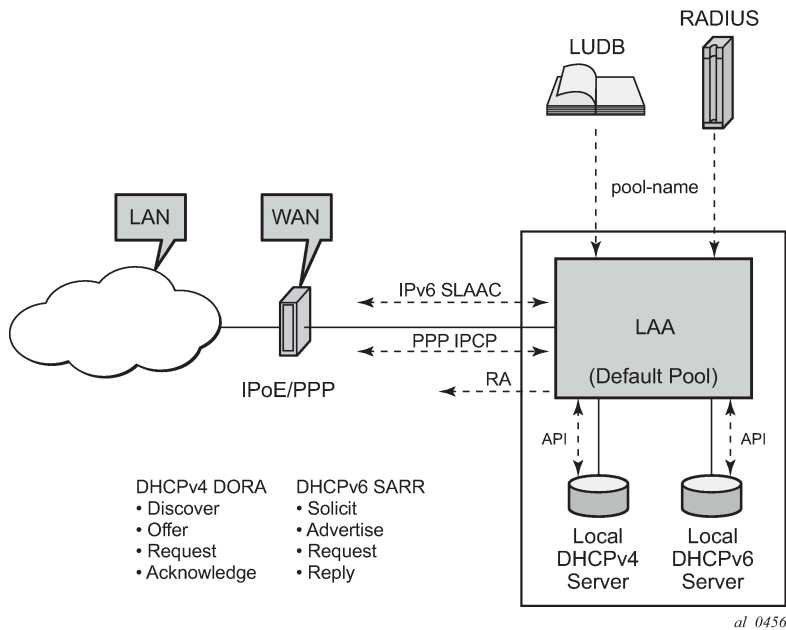 RADIUS
LUDB
pool-name
LAN
WAN
IPv6 SLAAC
LAA
PPP IPCP
(Default Pool)
RA
IPoE/PPP
API
API
DHCPv4 DORA
• Discover
• Offer
• Request
• Acknowledge
DHCPv6 SARR
• Solicit
• Advertise
• Request
• Reply
Local
DHCPv4
Server
Local
DHCPv6
Server
al_0456